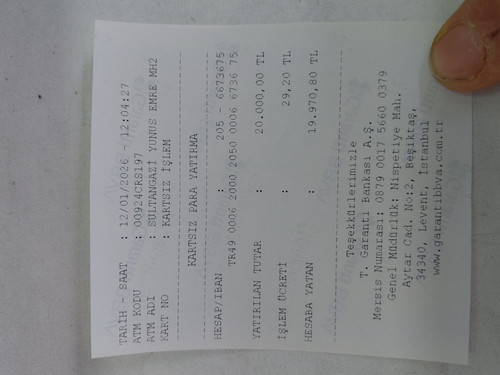 TARİH - SAAT : 12/01/2026 - /12:04:27
ATM KODU : 00924CRS197
ATM ADI : SULTANGAZİ YUNUS EMRE MH2
KART NO : KARTSIZ İŞLEM
KARTSIZ PARA YATIRMA
HESAP/IBAN : 205 - 6673675
TR49 0006 2000 2050 0006 6736 75
YATIRILAN TUTAR : 20.000,00 TL
İŞLEM ÜCRETİ : 29,20 TL
HESABA YATAN : 19.970,80 TL
Teşekkürlerimizle
T. Garanti Bankası A.Ş.
Mersis Numarası: 0879 0017 5660 0379
Genel Müdürlük: Nispetiye Mah.
Aytar Cad. No:2, Beşiktaş,
34340, Levent, İstanbul
www.garantibbva.com.tr